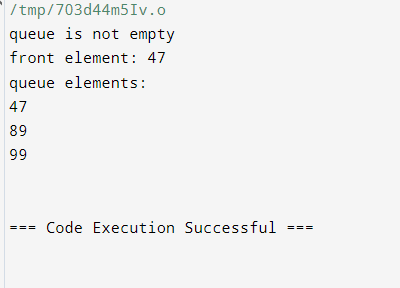 /tmp/703d44m5Iv.o
queue is not empty
front element: 47
queue elements:
47
89
99
=== Code Execution Successful ===